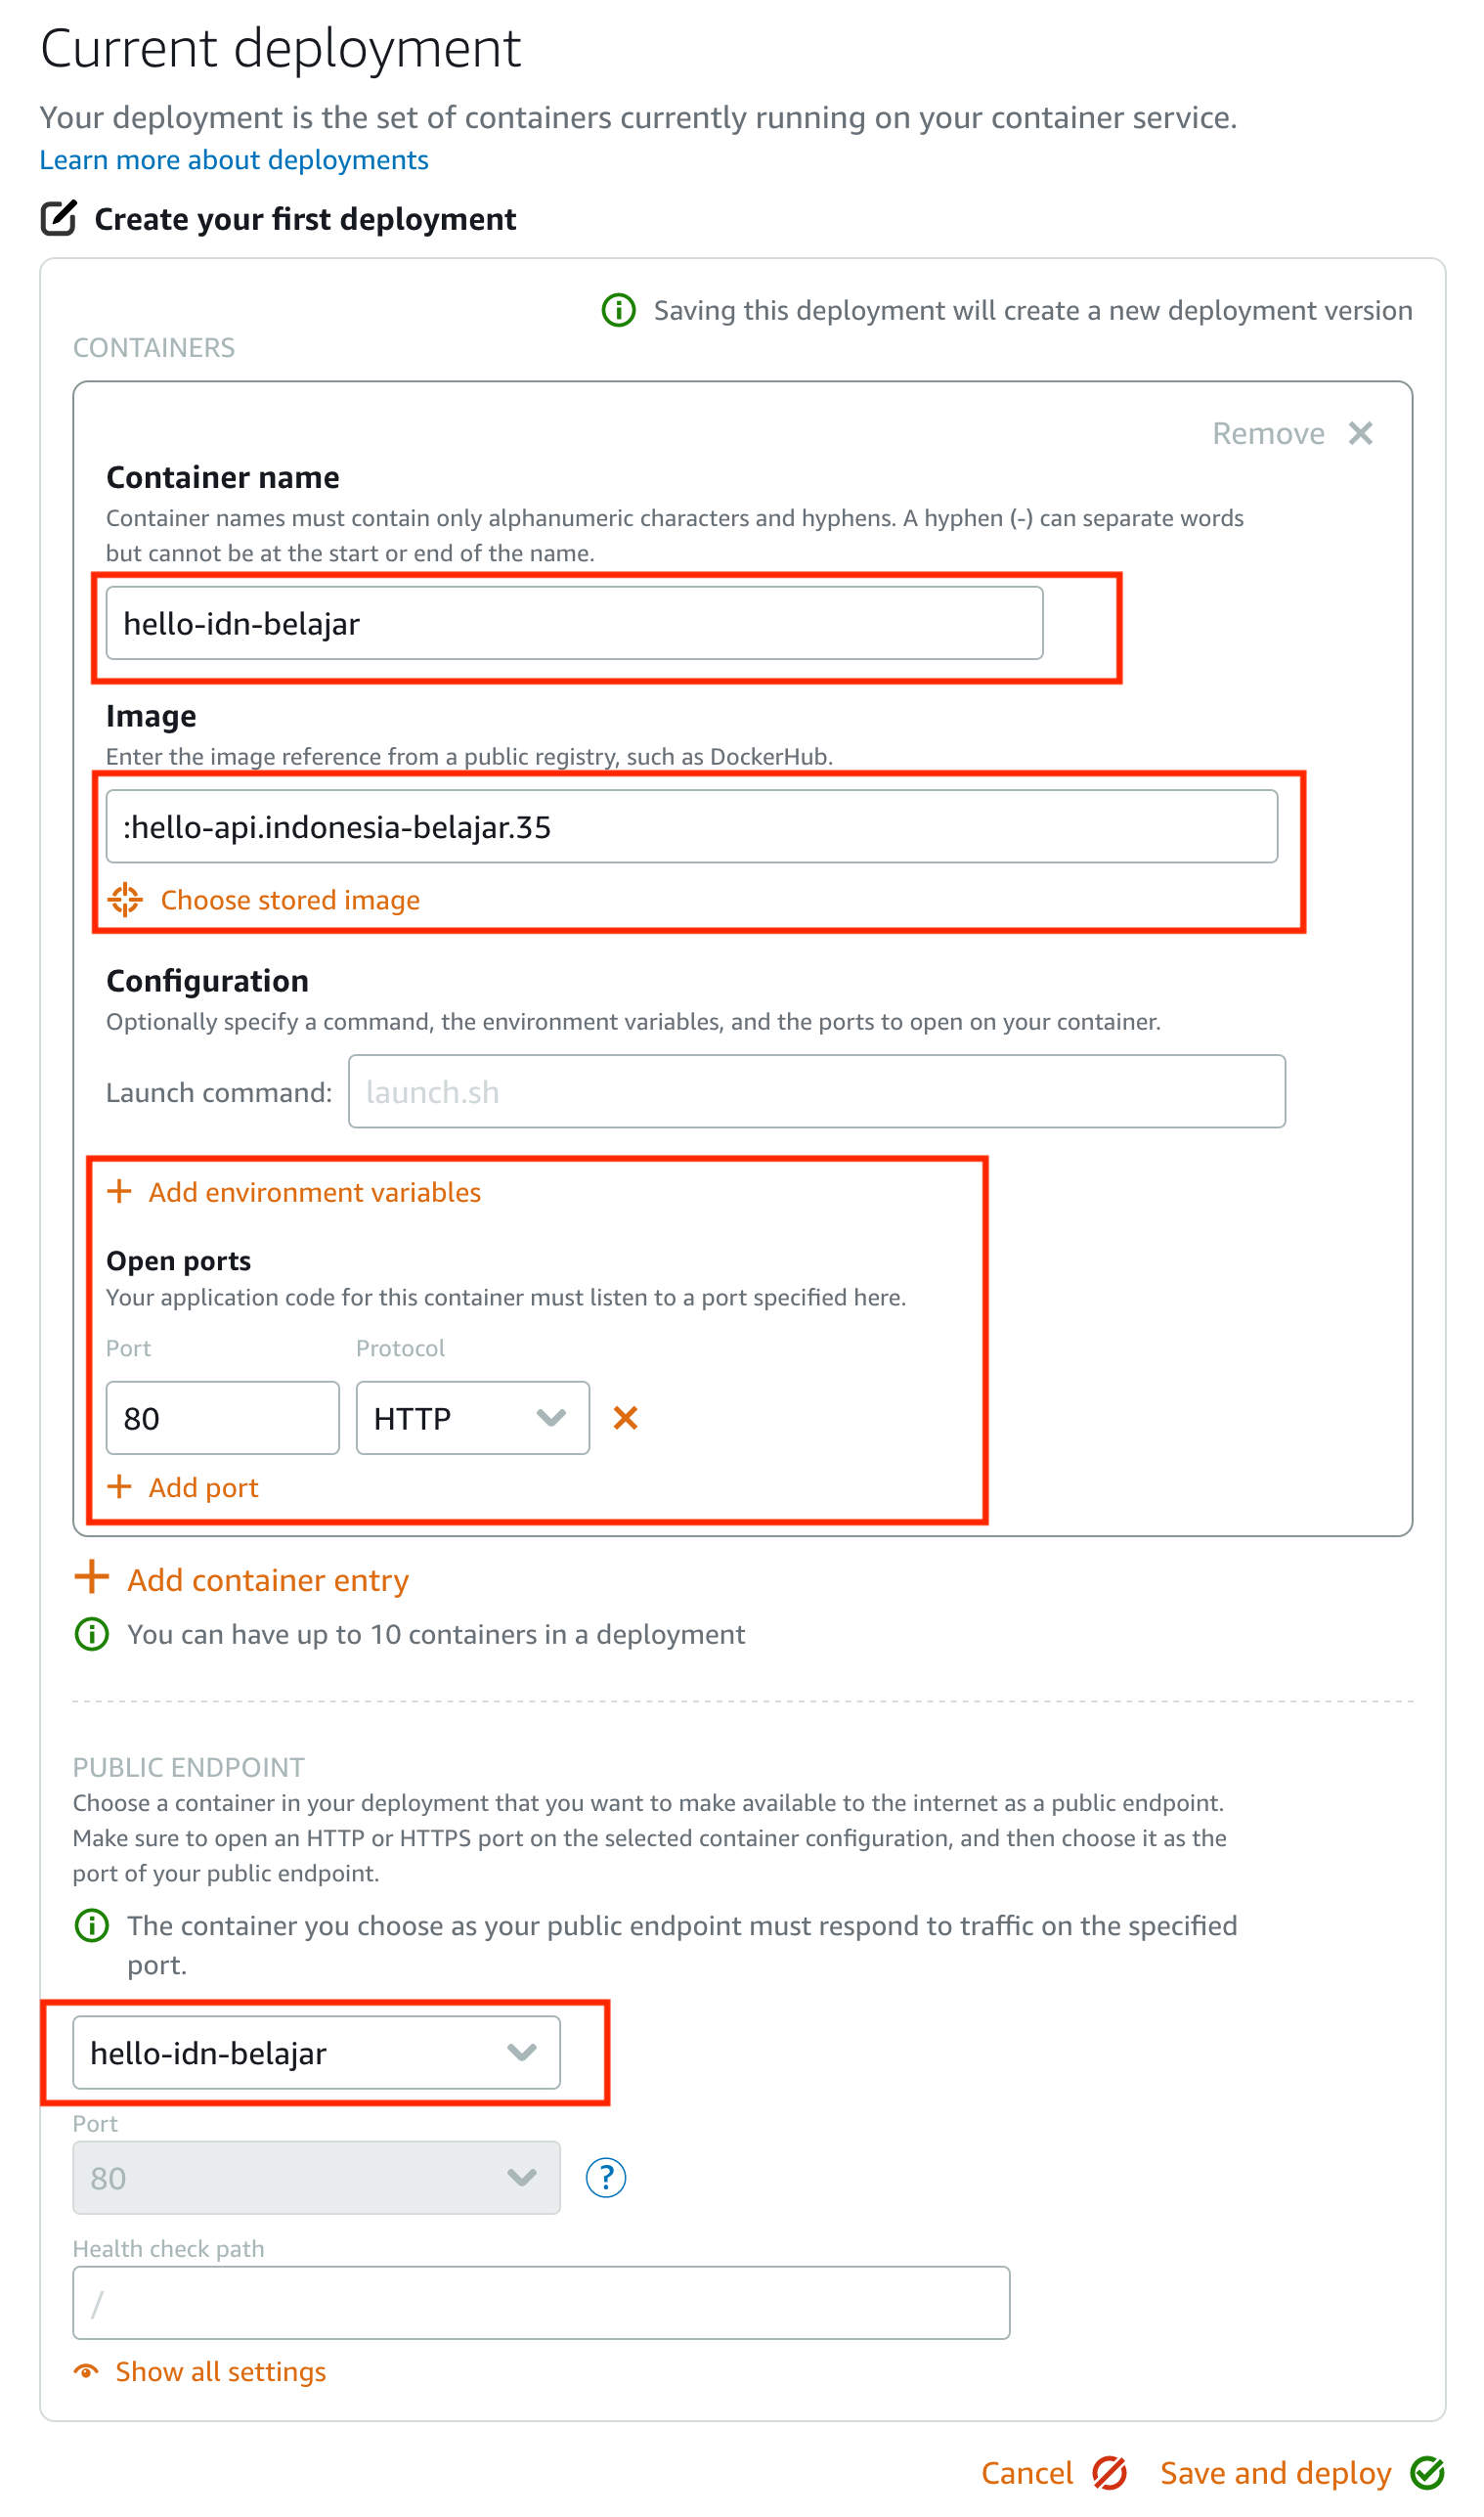 Current deployment
Your deployment is the set of containers currently running on your container service.
Learn more about deployments
Create your first deployment
Saving this deployment will create a new deployment version
CONTAINERS
Remove
Container name
Container names must contain only alphanumeric characters and hyphens. A hyphen (-) can separate words
but cannot be at the start or end of the name.
hello-idn-belajar
Image
Enter the image reference from a public registry, such as DockerHub.
:hello-api.indonesia-belajar.35
Choose stored image
Configuration
Optionally specify a command, the environment variables, and the ports to open on your container.
Launch command: launch.sh
+ Add environment variables
Open ports
Your application code for this container must listen to a port specified here.
Port Protocol
80 HTTP
+ Add port
+ Add container entry
You can have up to 10 containers in a deployment
PUBLIC ENDPOINT
Choose a container in your deployment that you want to make available to the internet as a public endpoint.
Make sure to open an HTTP or HTTPS port on the selected container configuration, and then choose it as the
port of your public endpoint.
The container you choose as your public endpoint must respond to traffic on the specified
port.
hello-idn-belajar
Port
80 ?
Health check path
/
Show all settings
Cancel Save and deploy